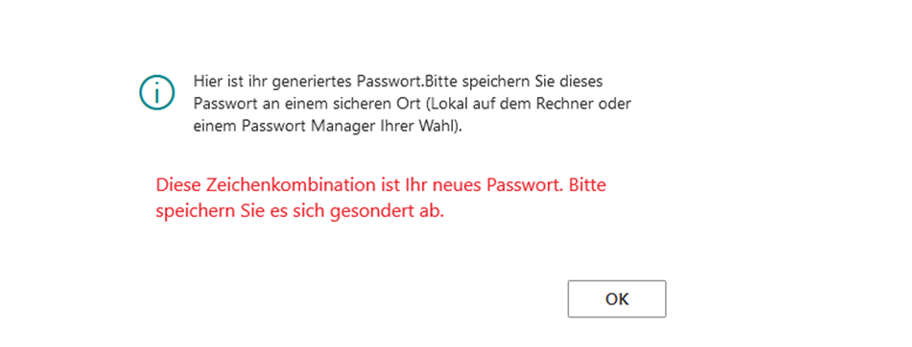 Hier ist ihr generiertes Passwort.Bitte speichern Sie dieses
Passwort an einem sicheren Ort (Lokal auf dem Rechner oder
einem Passwort Manager Ihrer Wahl).
Diese Zeichenkombination ist Ihr neues Passwort. Bitte
speichern Sie es sich gesondert ab.
OK